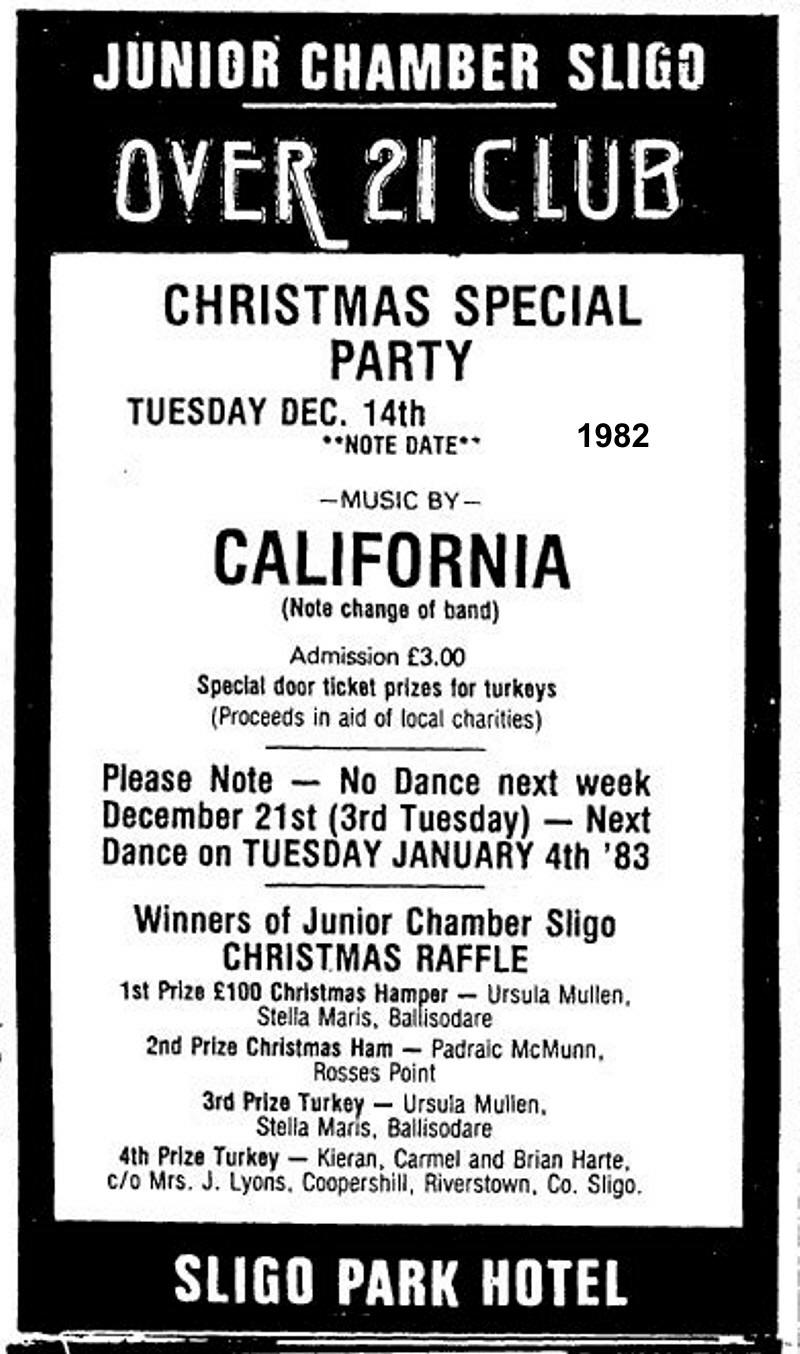 JUNIOR CHAMBER SLIGO
OVER 21 CLUB
CHRISTMAS SPECIAL
PARTY
TUESDAY DEC. 14th
**NOTE DATE**
1982
—MUSIC BY—
CALIFORNIA
(Note change of band)
Admission £3.00
Special door ticket prizes for turkeys
(Proceeds in aid of local charities)
Please Note — No Dance next week
December 21st (3rd Tuesday) — Next
Dance on TUESDAY JANUARY 4th '83
Winners of Junior Chamber Sligo
CHRISTMAS RAFFLE
1st Prize £100 Christmas Hamper — Ursula Mullen,
Stella Maris, Ballisodare
2nd Prize Christmas Ham — Padraic McMunn,
Rosses Point
3rd Prize Turkey — Ursula Mullen,
Stella Maris, Ballisodare
4th Prize Turkey — Kieran, Carmel and Brian Harte,
c/o Mrs. J. Lyons, Coopershill, Riverstown, Co. Sligo.
SLIGO PARK HOTEL